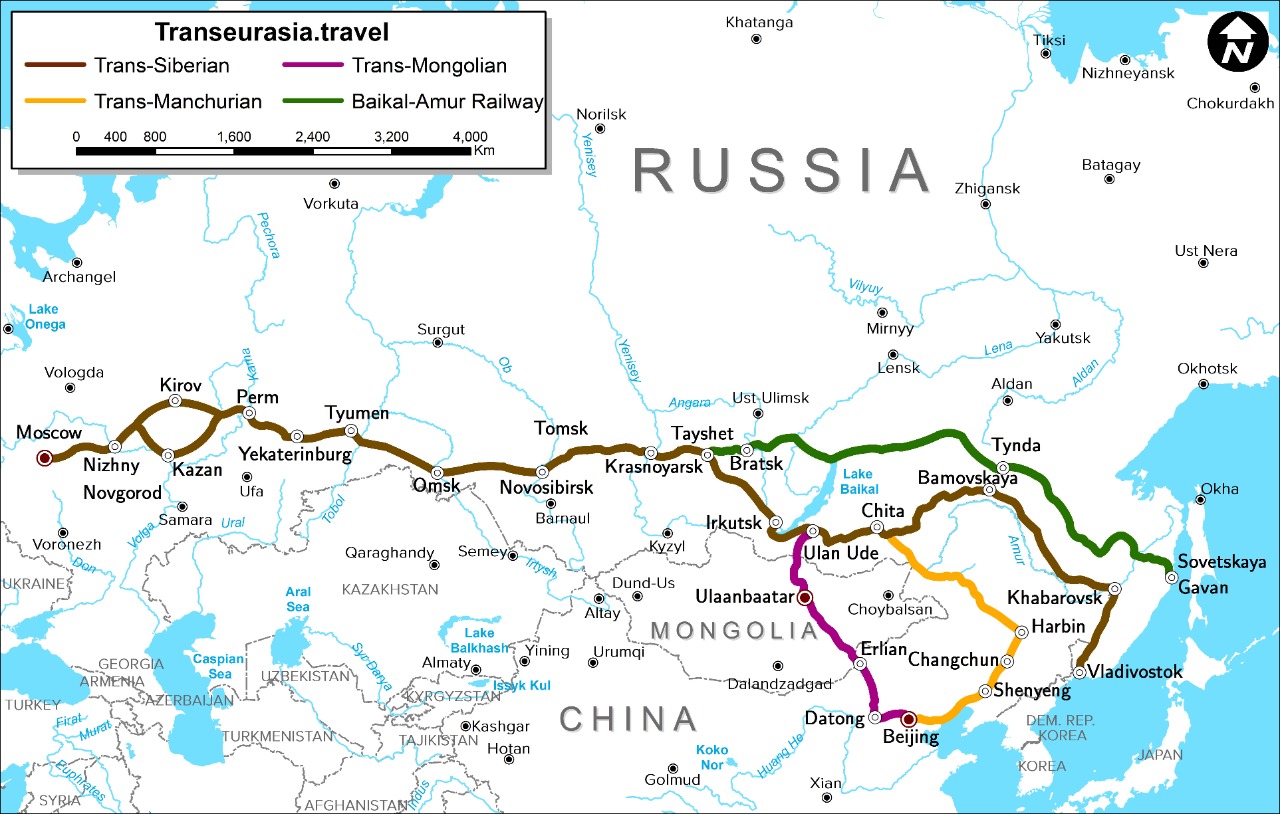 Transeurasia.travel
Trans-Siberian
Trans-Mongolian
Trans-Manchurian
Baikal-Amur Railway
0 400 800 1,600 2,400 3,200 4,000
Km
N
Khatanga
Tiksi
Nizhneyansk
Chokurdakh
Norilsk
Yenisey
RUSSIA
Batagay
Zhigansk
Vorkuta
Pechora
Archangel
Ust Nera
Lake
Onega
Vilyuy
Mirnyy
Yakutsk
Surgut
Yenisey
Lena
Lensk
Aldan
Ob
Kama
Vologda
Okhotsk
Kirov
Perm
Angara
Ust Ulimsk
Aldan
Tyumen
Moscow
Tomsk
Tayshet
Tynda
Nizhny
Novgorod
Kazan
Yekaterinburg
Krasnoyarsk
Bratsk
Lake
Baikal
Bamovskaya
Omsk
Novosibirsk
Ufa
Okha
Samara
Tobol
Barnaul
Irkutsk
Chita
Volga
Ural
Voronezh
Kyzyl
Ulan Ude
Amur
Don
Qaraghandy
Semey
Irtysh
Sovetskaya
Gavan
UKRAINE
KAZAKHSTAN
Dund-Us
Ulaanbaatar
Choybalsan
Khabarovsk
Aral
Sea
Altay
MONGOLIA
Harbin
Lake
Balkhash
Syr Darya
Yining
Urumqi
Erlian
Changchun
GEORGIA
Caspian
Sea
Almaty
Vladivostok
ARMENIA
UZBEKISTAN
Issyk Kul
Dalandzadgad
Shenyeng
TURKEY
AZERBAIJAN
KYRGYZSTAN
CHINA
Datong
Firat
Murat
Kashgar
DEM. REP.
KOREA
TURKMENISTAN
TAJIKISTAN
Hotan
Beijing
Koko
Nor
Huang He
JAPAN
Euphrates
Golmud
KOREA
Xian
SYRIA
AFGHANISTAN
Indus